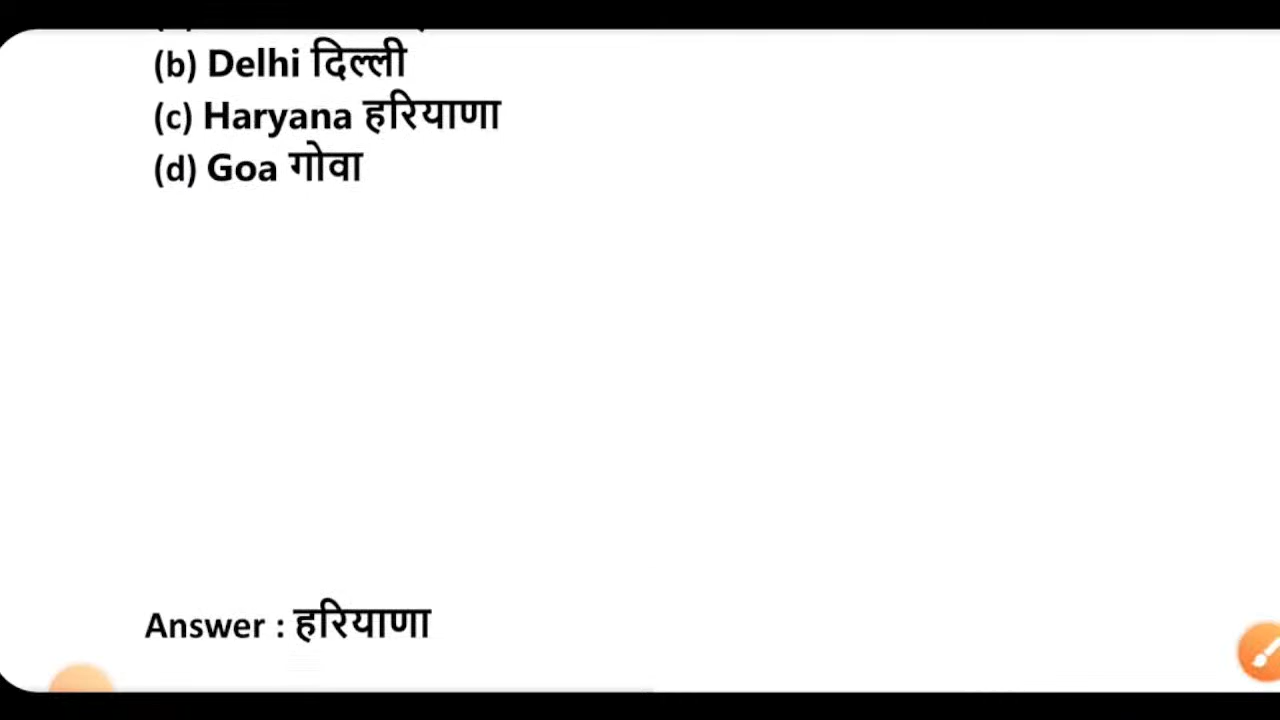 (b) Delhi दिल्ली
(c) Haryana हरियाणा
(d) Goa गोवा
Answer : हरियाणा